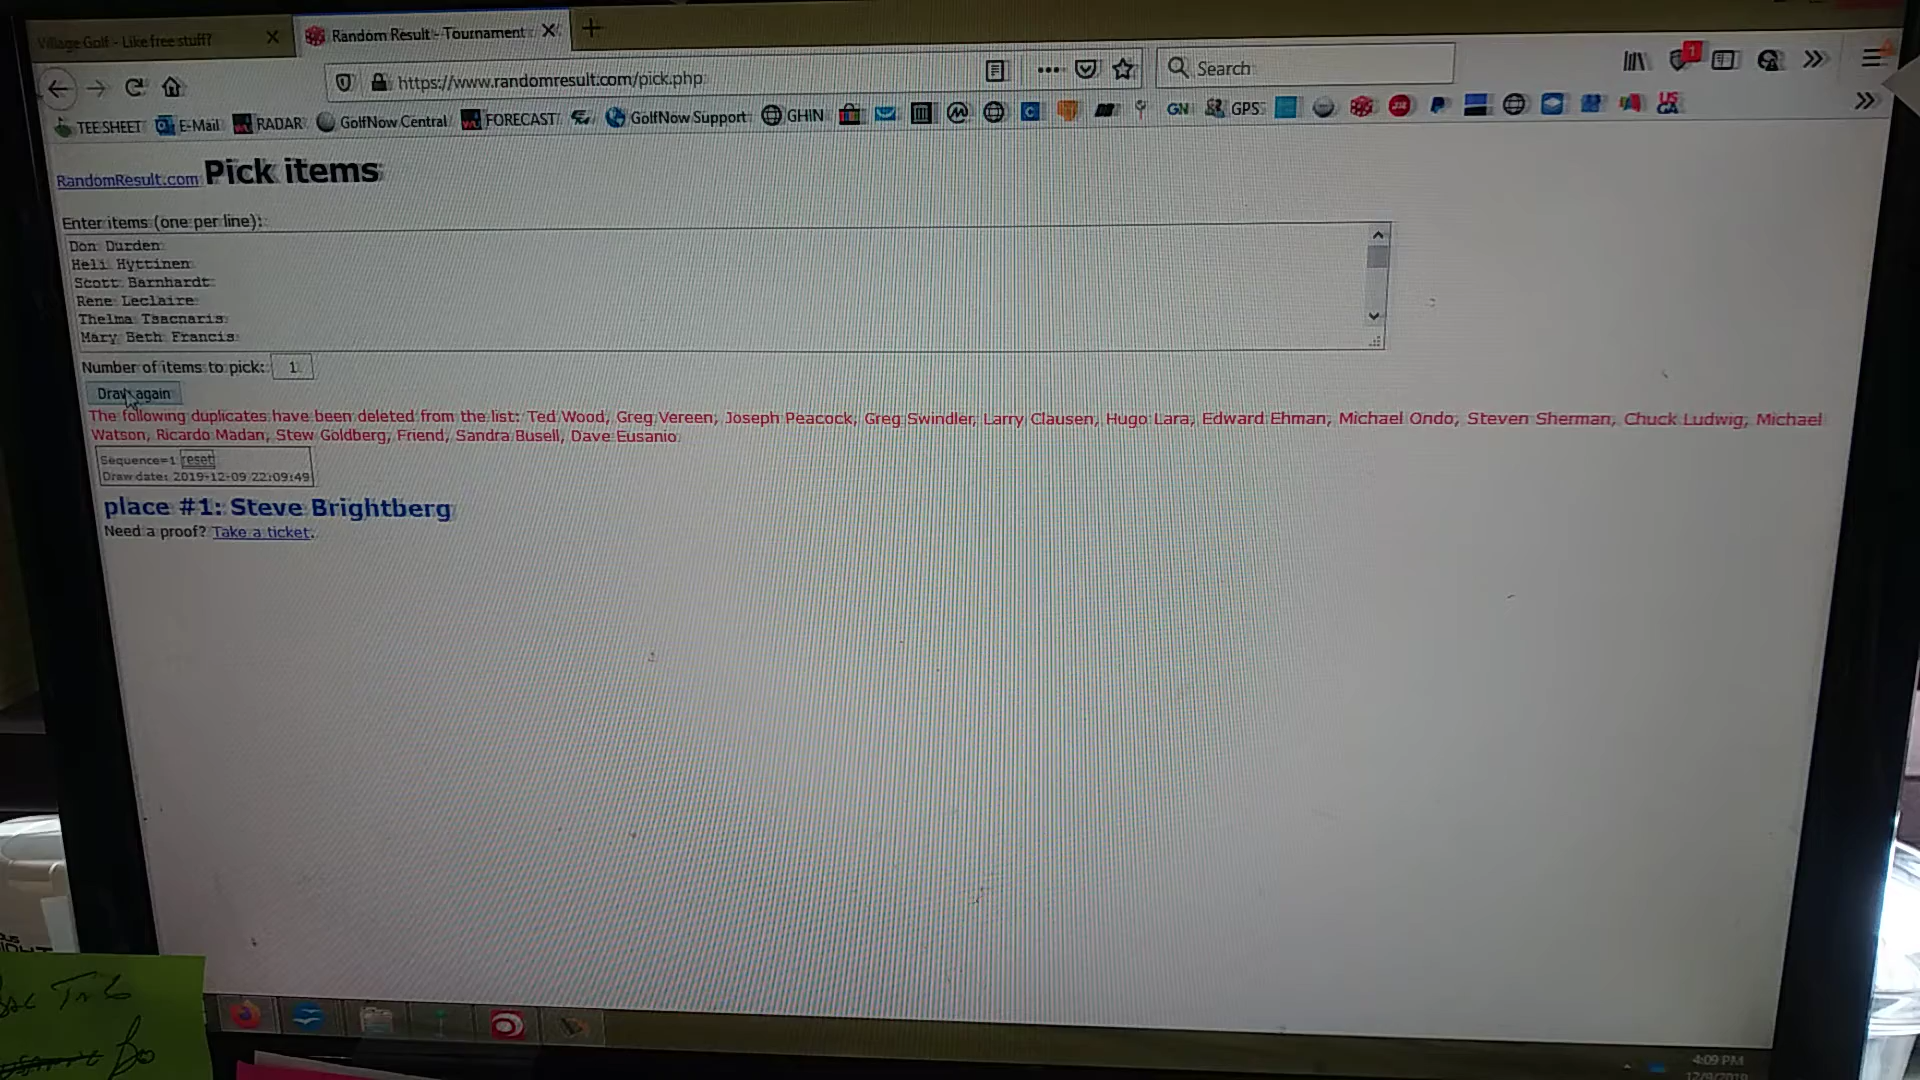 Village Golf - Like free stuff?
Random Result - Tournament
https://www.randomresult.com/pick.php
Search
1
TEE SHEET E-Mail RADAR GolfNow Central FORECAST GolfNow Support GHIN C GN GPS US GA
RandomResult.com Pick items
Enter items (one per line):
Don Durden
Heli Hyttinen
Scott Barnhardt
Rene Leclaire
Thelma Tsacnaris
Mary Beth Francis
Number of items to pick: 1
Draw again
The following duplicates have been deleted from the list: Ted Wood, Greg Vereen, Joseph Peacock, Greg Swindler, Larry Clausen, Hugo Lara, Edward Ehman, Michael Ondo, Steven Sherman, Chuck Ludwig, Michael
Watson, Ricardo Madan, Stew Goldberg, Friend, Sandra Busell, Dave Eusanio
Sequence=1 reset
Draw date: 2019-12-09 22:09:49
place #1: Steve Brightberg
Need a proof? Take a ticket.
4:09 PM
12/9/2019